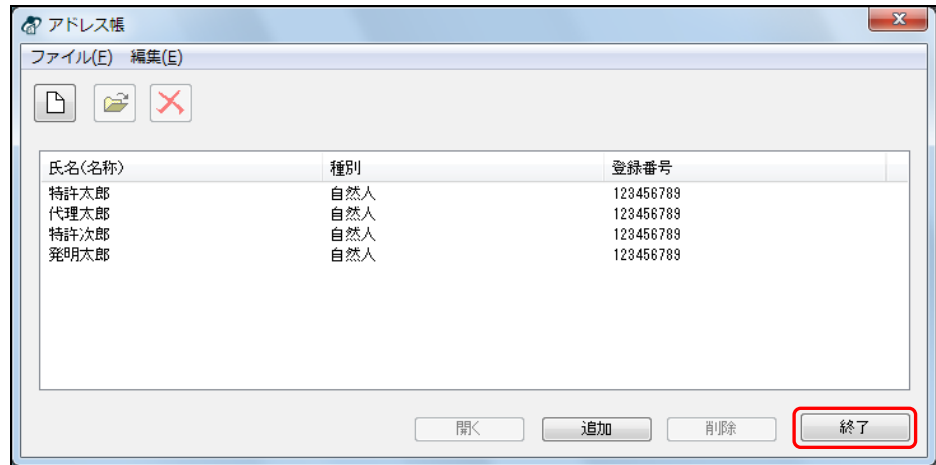 アドレス帳
ファイル(F) 編集(E)
氏名(名称) 種別 登録番号
特許太郎 自然人 123456789
代理太郎 自然人 123456789
特許次郎 自然人 123456789
発明太郎 自然人 123456789
開く 追加 削除 終了